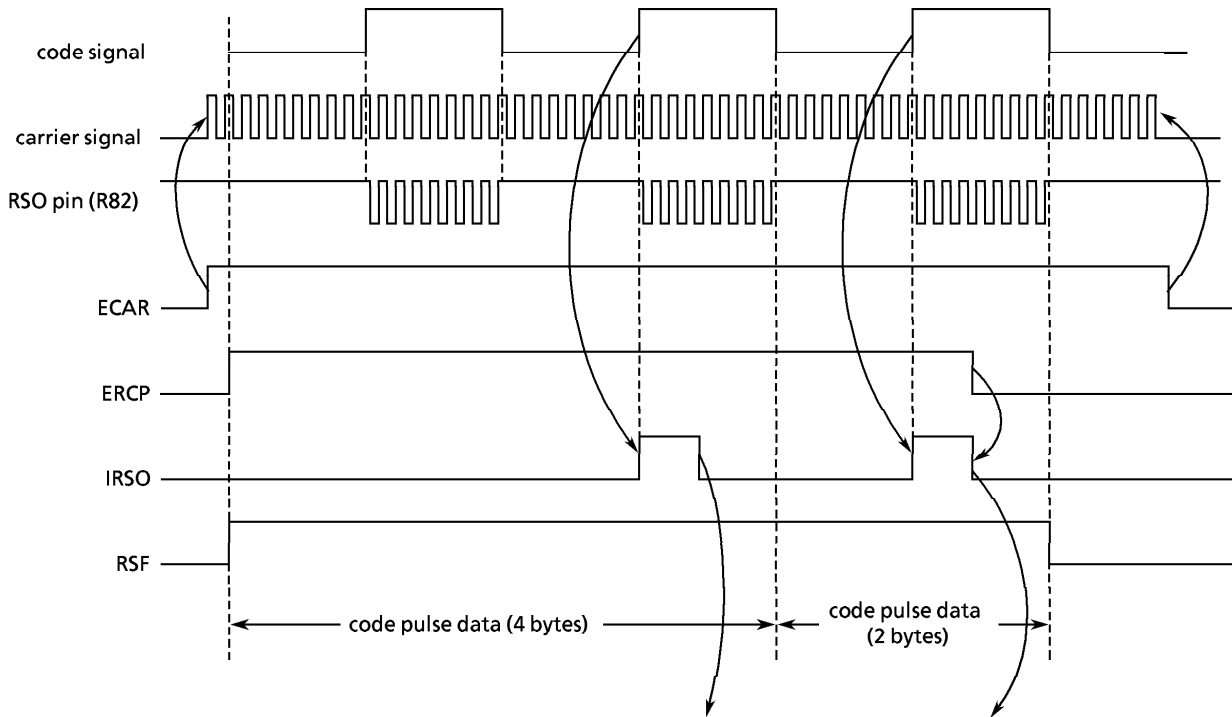 code signal
carrier signal
RSO pin (R82)
ECAR
ERCP
IRSO
RSF
code pulse data (4 bytes)
code pulse data
(2 bytes)